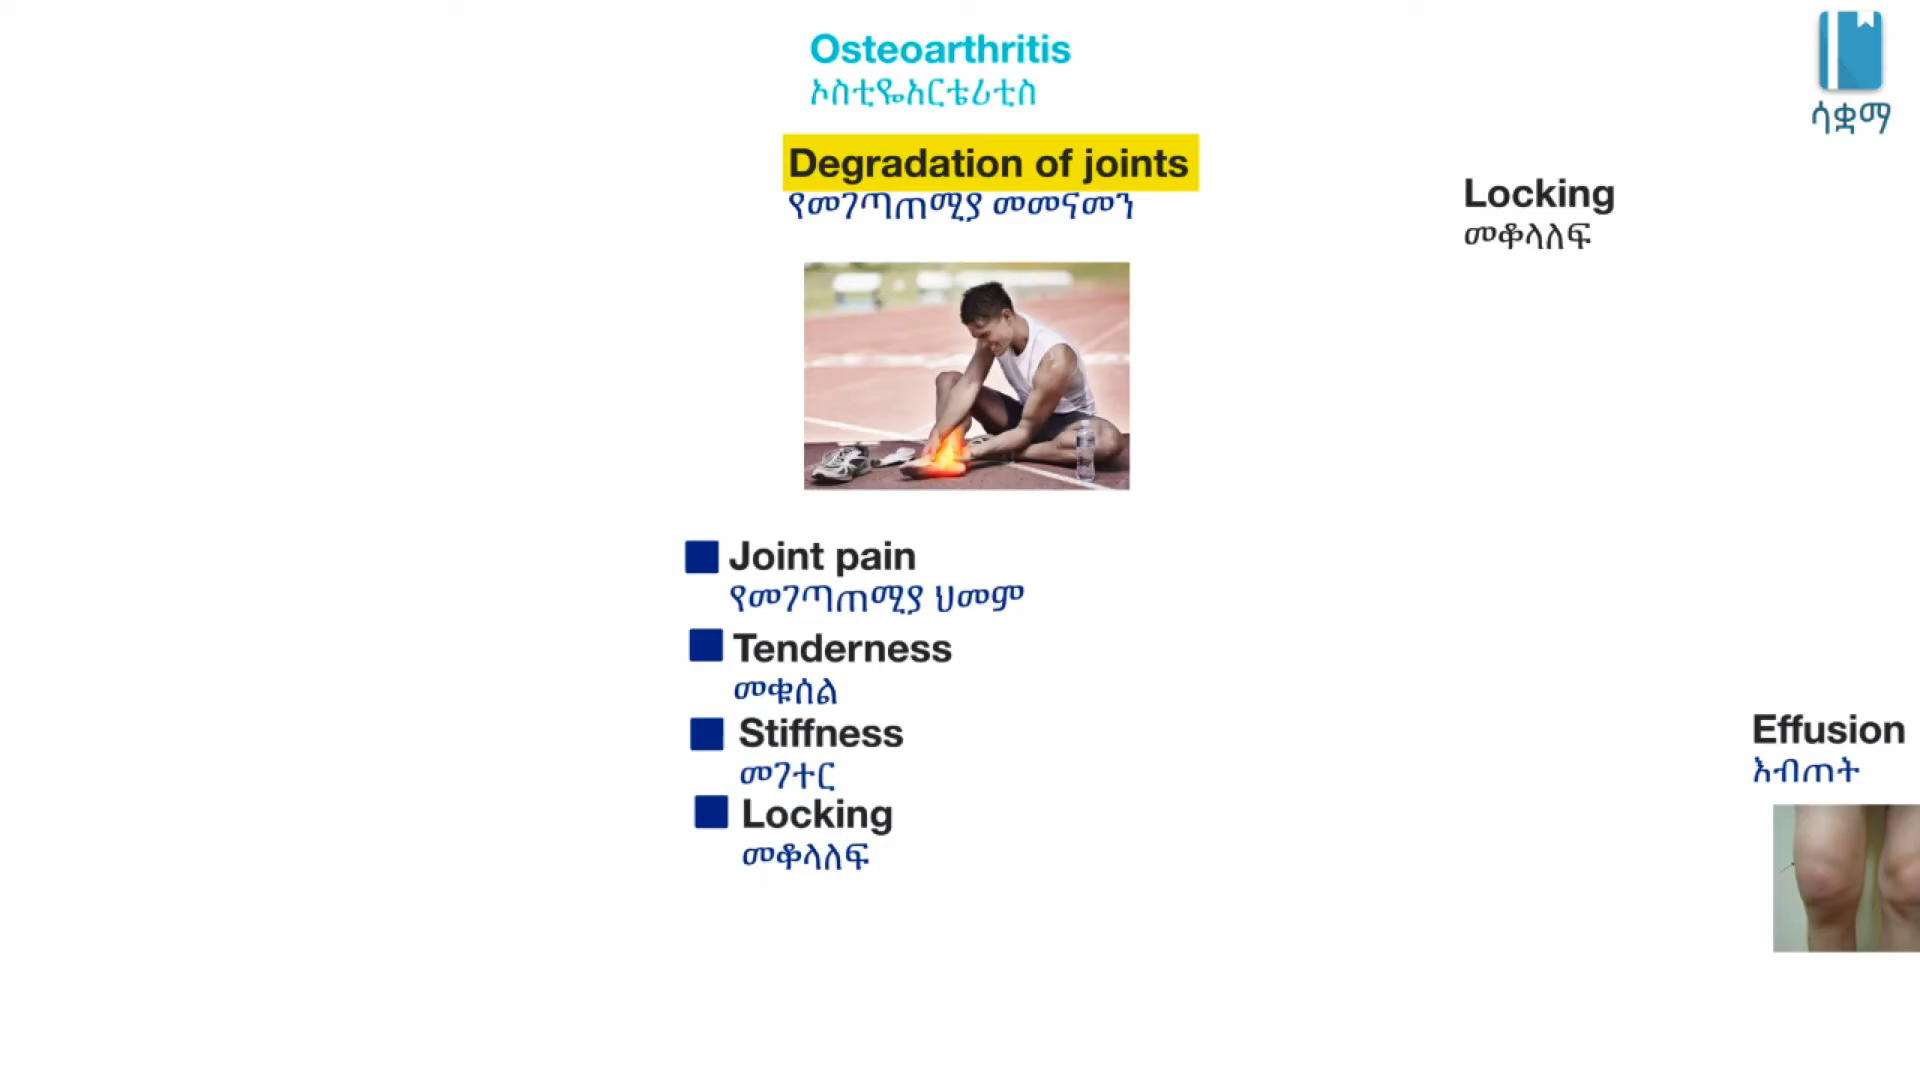 Osteoarthritis
ኦስቲዬአርቴሪቲስ
ሳቋማ
Degradation of joints
የመገጣጠሚያ መመናመን
Locking
መቆላለፍ
Joint pain
የመገጣጠሚያ ህመም
Tenderness
መቁሰል
Stiffness
መገተር
Locking
መቆላለፍ
Effusion
እብጠት